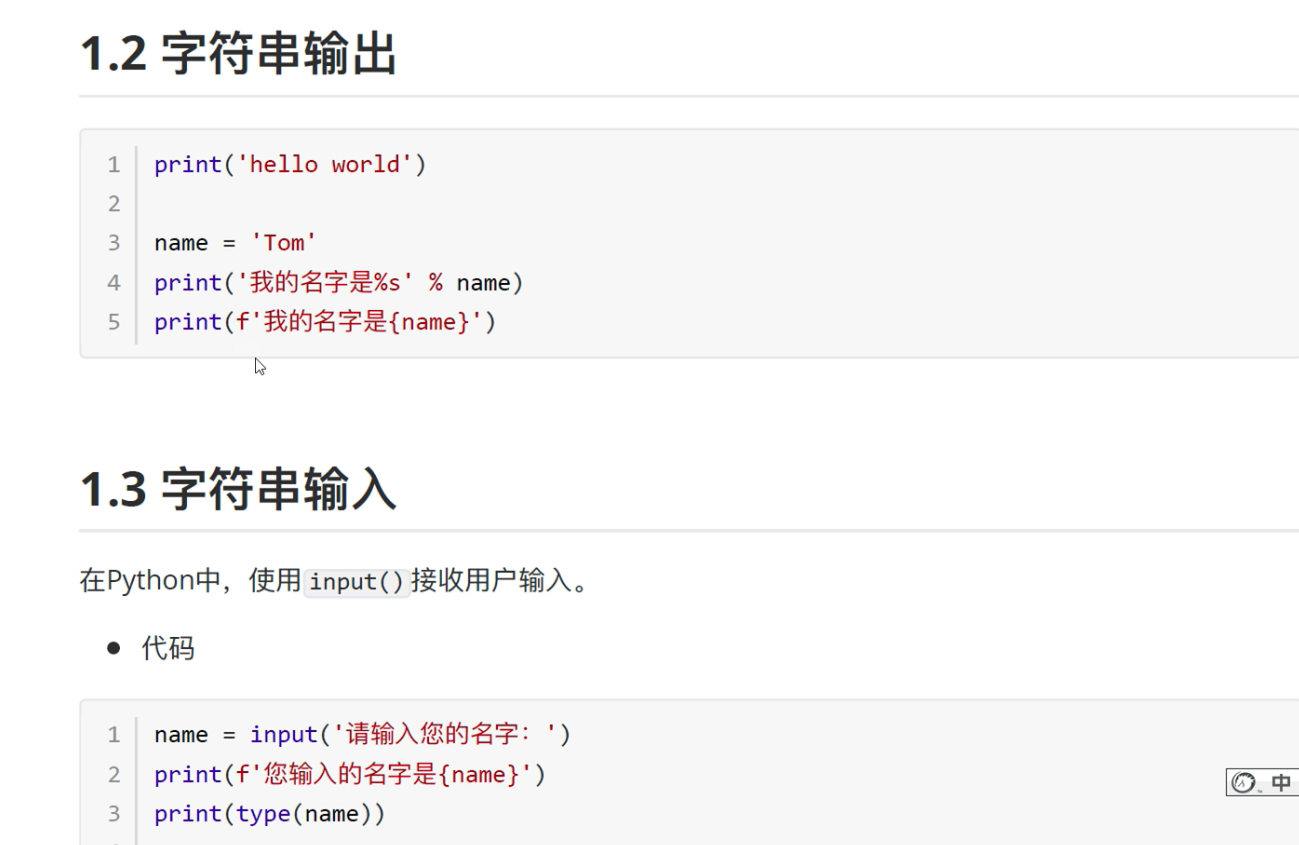 1.2 字符串输出
1 print('hello world')
2
3 name = 'Tom'
4 print('我的名字是%s' % name)
5 print(f'我的名字是{name}')
1.3 字符串输入
在Python中，使用input()接收用户输入。
● 代码
1 name = input('请输入您的名字：')
2 print(f'您输入的名字是{name}')
3 print(type(name))
中